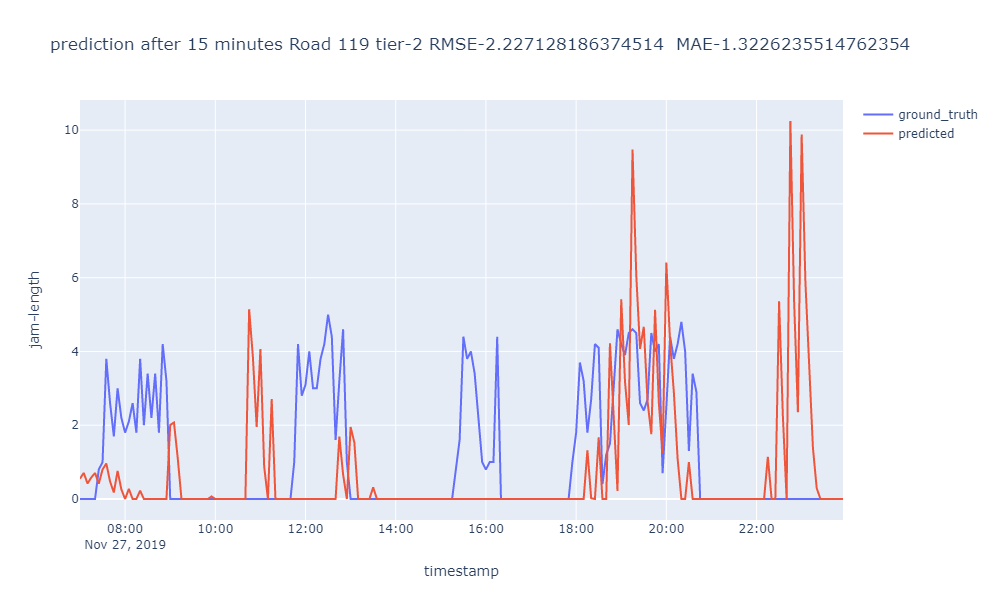 prediction after 15 minutes Road 119 tier-2 RMSE-2.227128186374514  MAE-1.3226235514762354
ground_truth
predicted
10
8
6
4
2
0
jam-length
08:00 10:00 12:00 14:00 16:00 18:00 20:00 22:00
Nov 27, 2019
timestamp